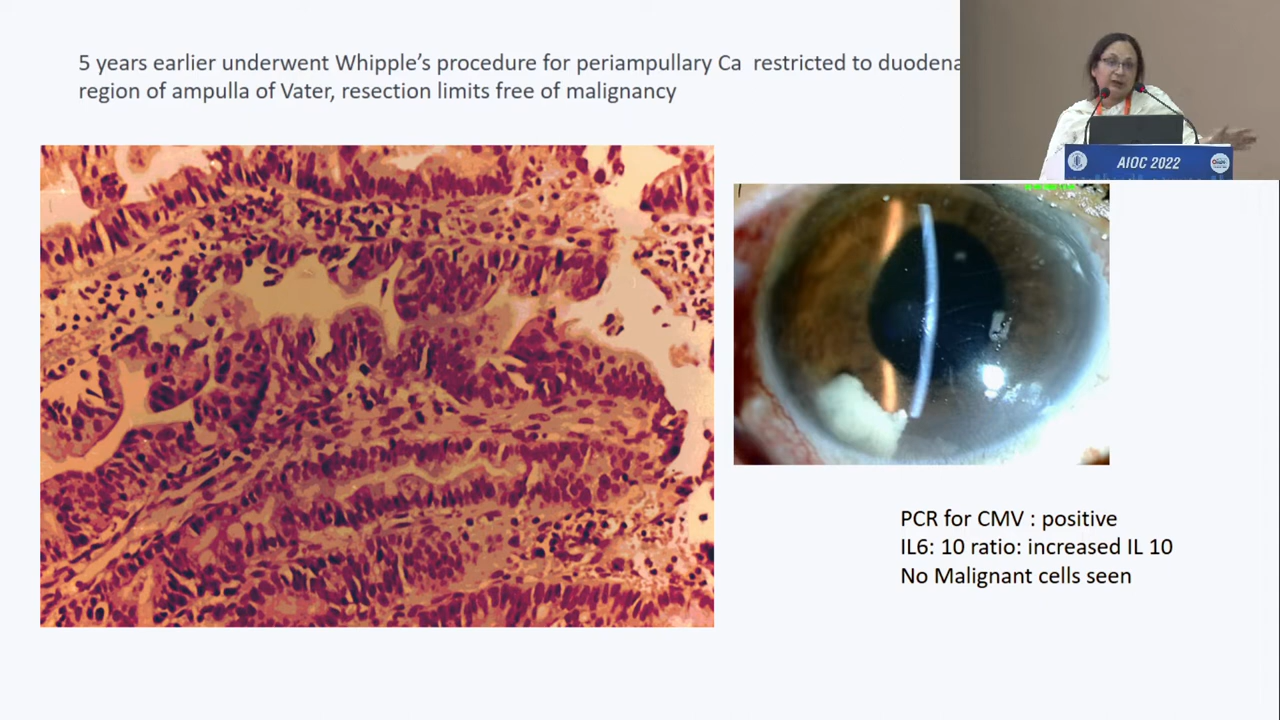 5 years earlier underwent Whipple's procedure for periampullary Ca restricted to
region of ampulla of Vater, resection limits free of malignancy
AIOC 2022
PCR for CMV : positive
IL6: 10 ratio: increased IL 10
No Malignant cells seen